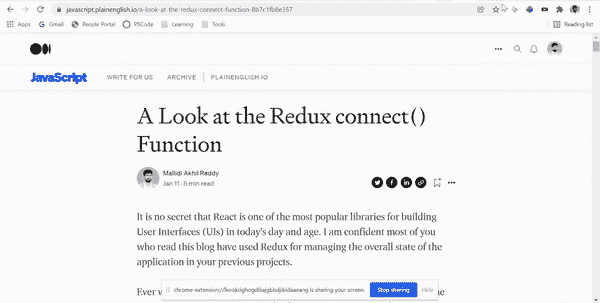 javascript.plainenglish.io/a-look-at-the-redux-connect-function-8b7c1fb8e357
Apps Gmail People Portal PSCode Learning Tools Reading list
JavaScript WRITE FOR US ARCHIVE PLAINENGLISH.IO
A Look at the Redux connect()
Function
Mallidi Akhil Reddy
Jan 11 · 5 min read
It is no secret that React is one of the most popular libraries for building
User Interfaces (UIs) in today's day and age. I am confident most of you
who read this blog have used Redux for managing the overall state of the
application in your previous projects.
Ever
is sharing your screen. Stop sharing Hide